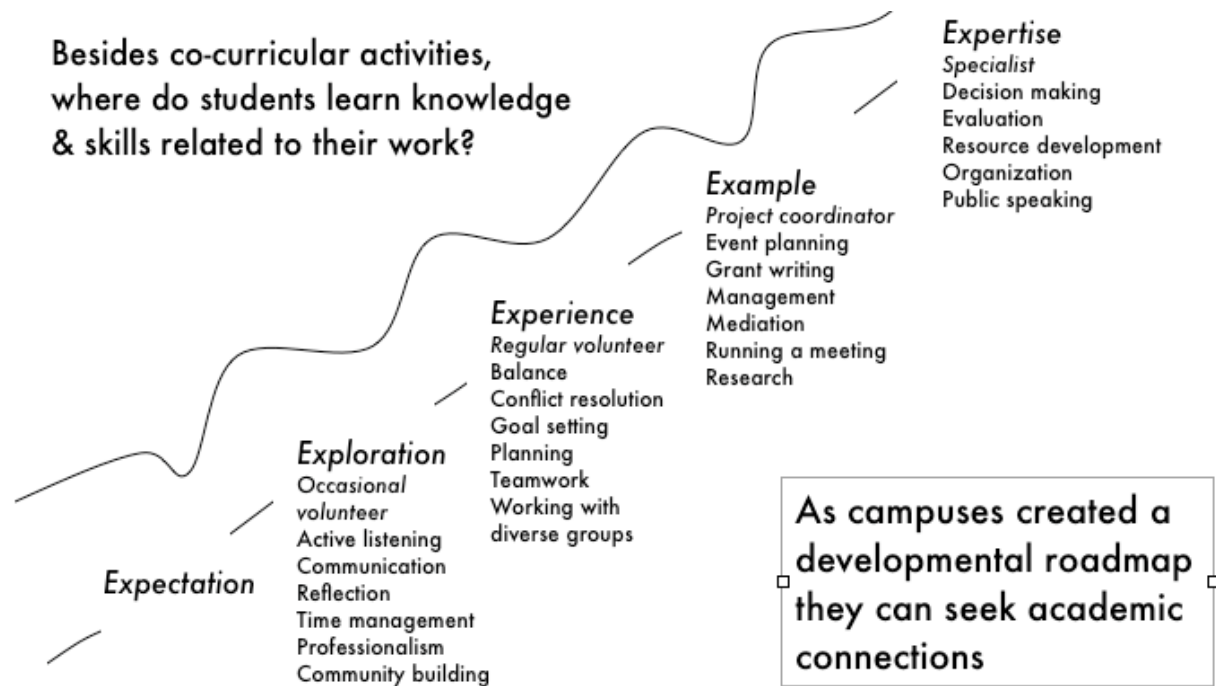 Besides co-curricular activities,
where do students learn knowledge
& skills related to their work?
Expertise
Specialist
Decision making
Evaluation
Resource development
Organization
Public speaking
Example
Project coordinator
Event planning
Grant writing
Management
Mediation
Running a meeting
Research
Experience
Regular volunteer
Balance
Conflict resolution
Goal setting
Planning
Teamwork
Working with
diverse groups
Exploration
Occasional
volunteer
Active listening
Communication
Reflection
Time management
Professionalism
Community building
Expectation
As campuses created a
developmental roadmap
they can seek academic
connections